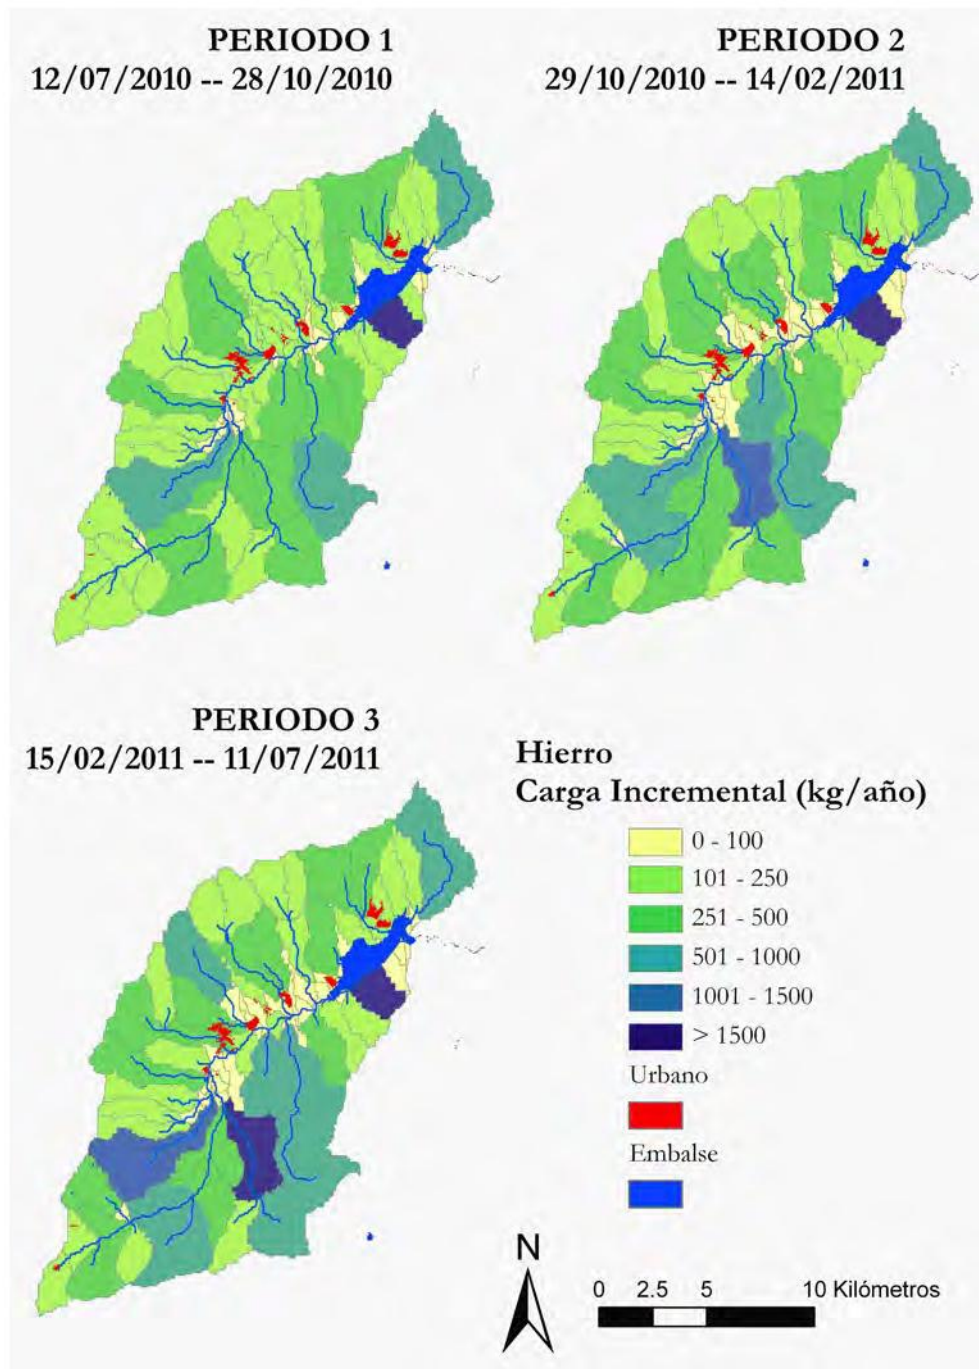 PERIODO 1
12/07/2010 -- 28/10/2010
PERIODO 2
29/10/2010 -- 14/02/2011
PERIODO 3
15/02/2011 -- 11/07/2011
Hierro
Carga Incremental (kg/año)
0 - 100
101 - 250
251 - 500
501 - 1000
1001 - 1500
> 1500
Urbano
Embalse
N
0 2.5 5 10 Kilómetros